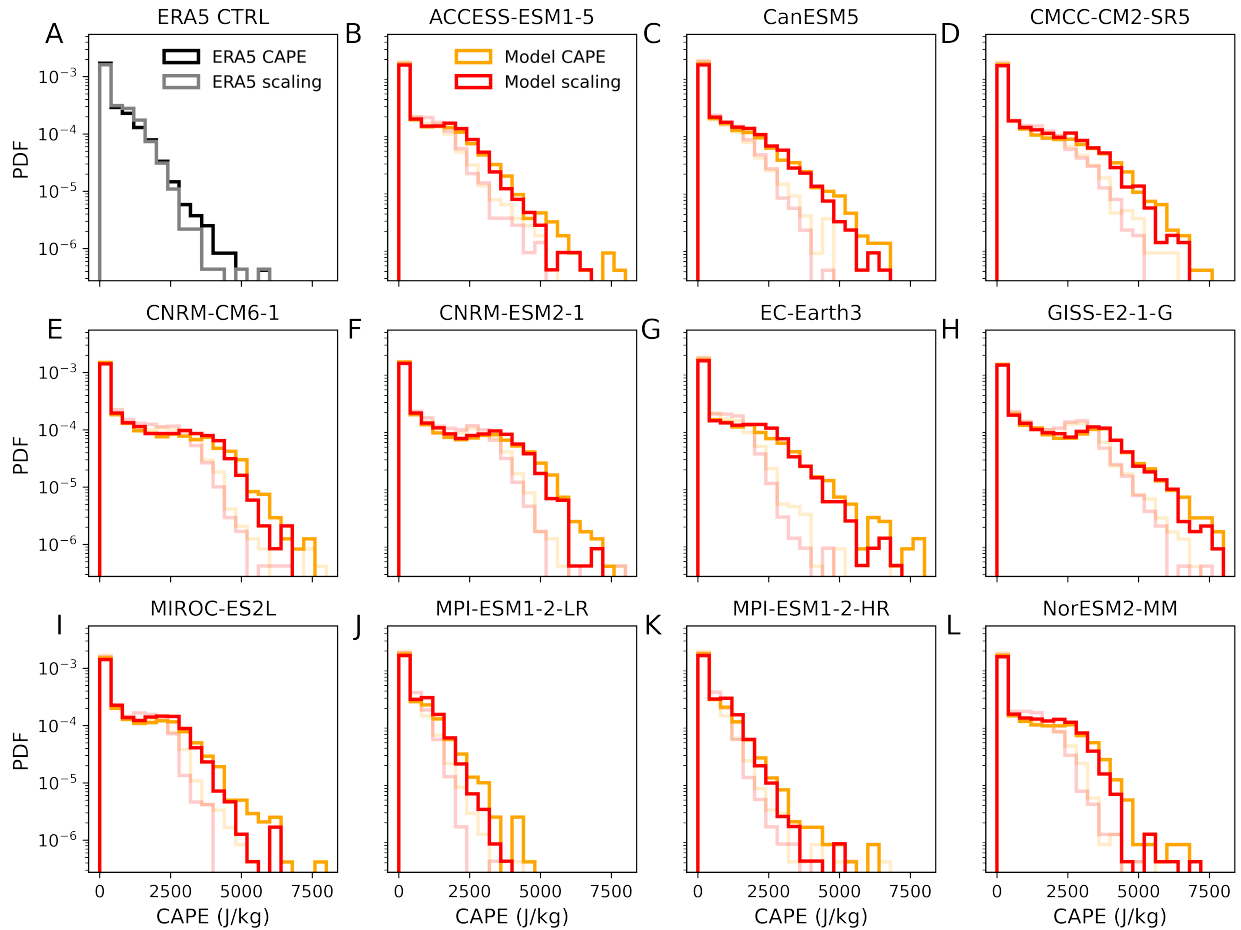 A
ERA5 CTRL
B
ACCESS-ESM1-5
C
CanESM5
D
CMCC-CM2-SR5
ERA5 CAPE
ERA5 scaling
Model CAPE
Model scaling
PDF
10⁻³
10⁻⁴
10⁻⁵
10⁻⁶
E
CNRM-CM6-1
F
CNRM-ESM2-1
G
EC-Earth3
H
GISS-E2-1-G
PDF
10⁻³
10⁻⁴
10⁻⁵
10⁻⁶
I
MIROC-ES2L
J
MPI-ESM1-2-LR
K
MPI-ESM1-2-HR
L
NorESM2-MM
PDF
10⁻³
10⁻⁴
10⁻⁵
10⁻⁶
0 2500 5000 7500
0 2500 5000 7500
0 2500 5000 7500
0 2500 5000 7500
CAPE (J/kg)
CAPE (J/kg)
CAPE (J/kg)
CAPE (J/kg)